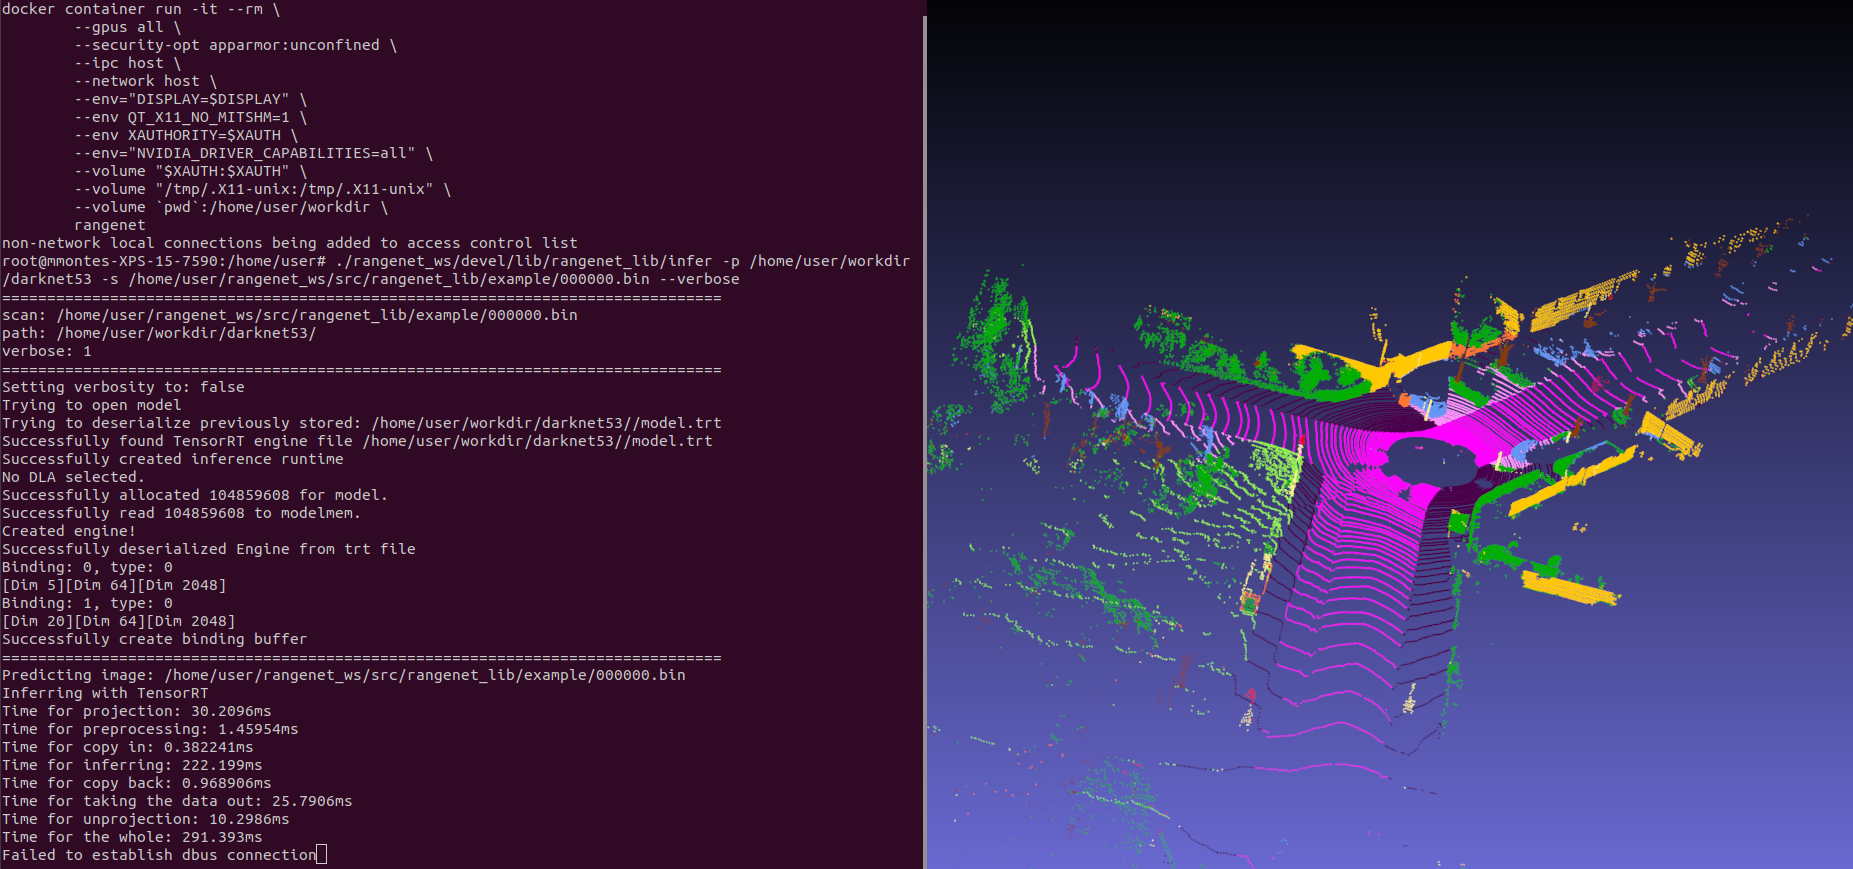 docker container run -it --rm \
        --gpus all \
        --security-opt apparmor:unconfined \
        --ipc host \
        --network host \
        --env="DISPLAY=$DISPLAY" \
        --env QT_X11_NO_MITSHM=1 \
        --env XAUTHORITY=$XAUTH \
        --env="NVIDIA_DRIVER_CAPABILITIES=all" \
        --volume "$XAUTH:$XAUTH" \
        --volume "/tmp/.X11-unix:/tmp/.X11-unix" \
        --volume `pwd`:/home/user/workdir \
        rangenet
non-network local connections being added to access control list
root@mmontes-XPS-15-7590:/home/user# ./rangenet_ws/devel/lib/rangenet_lib/infer -p /home/user/workdir
/darknet53 -s /home/user/rangenet_ws/src/rangenet_lib/example/000000.bin --verbose
================================================================================
scan: /home/user/rangenet_ws/src/rangenet_lib/example/000000.bin
path: /home/user/workdir/darknet53/
verbose: 1
================================================================================
Setting verbosity to: false
Trying to open model
Trying to deserialize previously stored: /home/user/workdir/darknet53//model.trt
Successfully found TensorRT engine file /home/user/workdir/darknet53//model.trt
Successfully created inference runtime
No DLA selected.
Successfully allocated 104859608 for model.
Successfully read 104859608 to modelmem.
Created engine!
Successfully deserialized Engine from trt file
Binding: 0, type: 0
[Dim 5][Dim 64][Dim 2048]
Binding: 1, type: 0
[Dim 20][Dim 64][Dim 2048]
Successfully create binding buffer
================================================================================
Predicting image: /home/user/rangenet_ws/src/rangenet_lib/example/000000.bin
Inferring with TensorRT
Time for projection: 30.2096ms
Time for preprocessing: 1.45954ms
Time for copy in: 0.382241ms
Time for inferring: 222.199ms
Time for copy back: 0.968906ms
Time for taking the data out: 25.7906ms
Time for unprojection: 10.2986ms
Time for the whole: 291.393ms
Failed to establish dbus connection